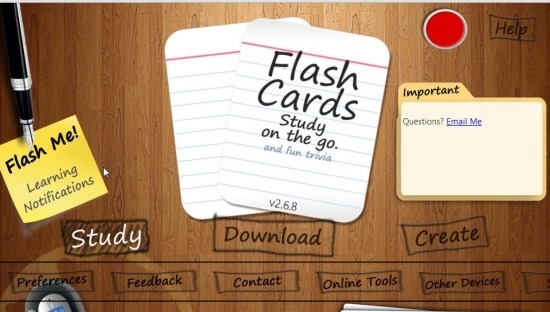 Help
Flash
Cards
Study
on the go.
and fun trivia
v2.6.8
Important
Questions? Email Me
Flash Me!
Learning
Notifications
Study
Download
Create
Preferences
Feedback
Contact
Online Tools
Other Devices